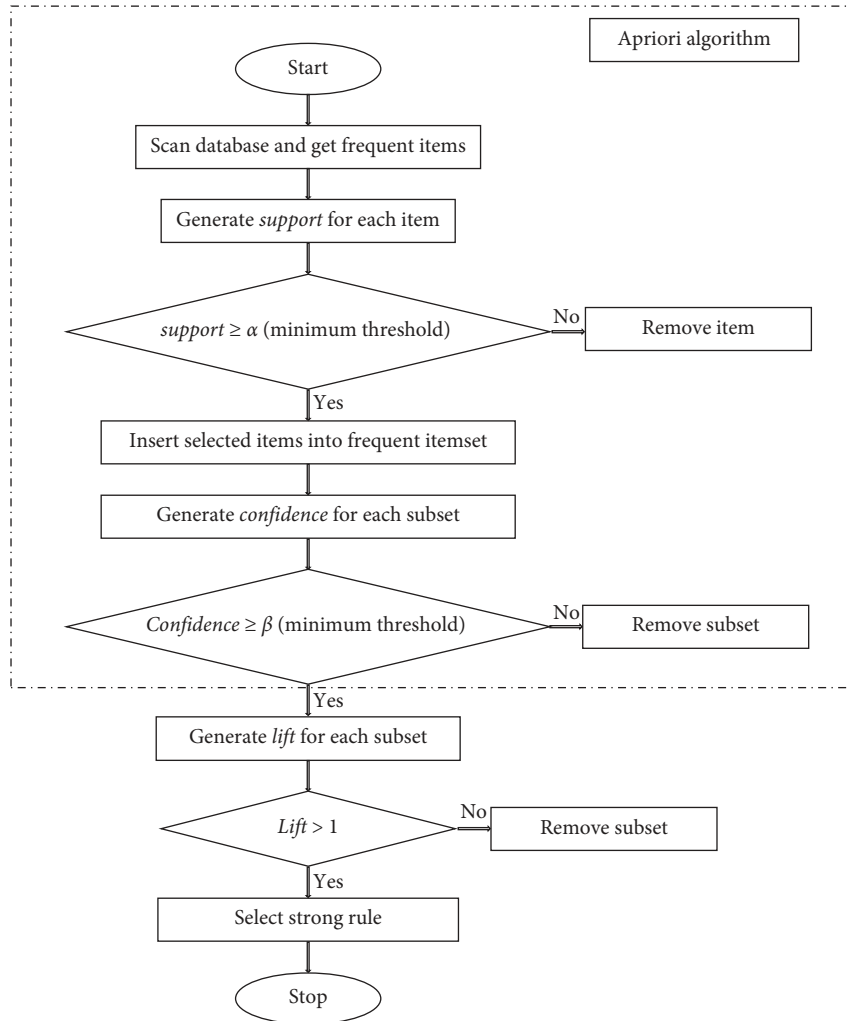 Apriori algorithm
Start
Scan database and get frequent items
Generate support for each item
support ≥ α (minimum threshold)
No
Remove item
Yes
Insert selected items into frequent itemset
Generate confidence for each subset
Confidence ≥ β (minimum threshold)
No
Remove subset
Yes
Generate lift for each subset
Lift > 1
No
Remove subset
Yes
Select strong rule
Stop